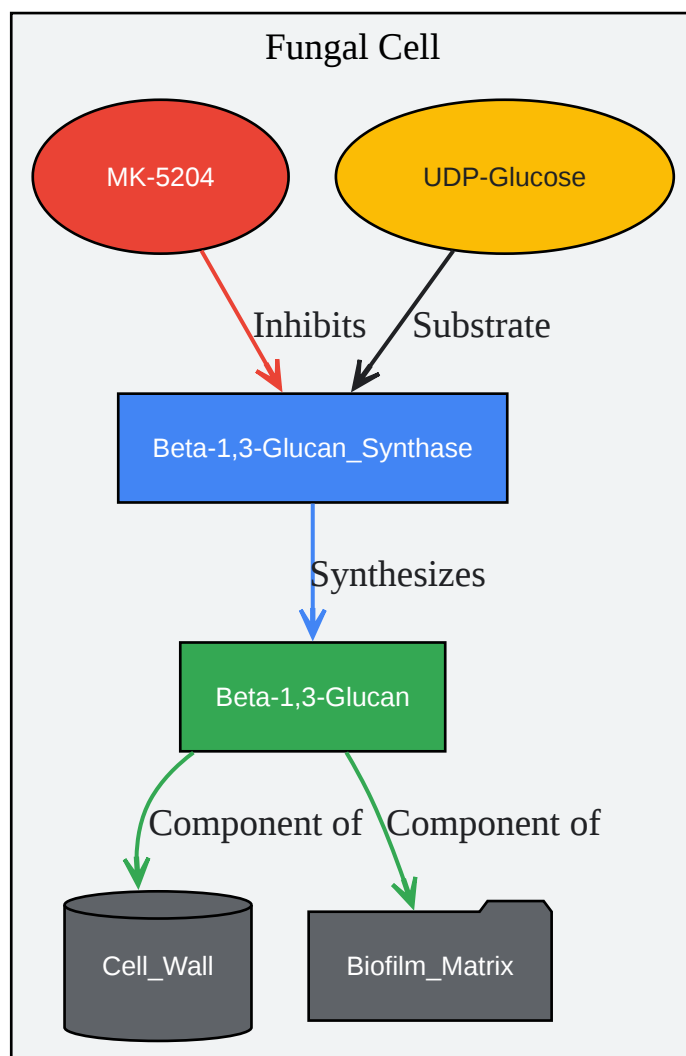 Fungal Cell
MK-5204
UDP-Glucose
Inhibits
Substrate
Beta-1,3-Glucan_Synthase
Synthesizes
Beta-1,3-Glucan
Component of
Component of
Cell_Wall
Biofilm_Matrix